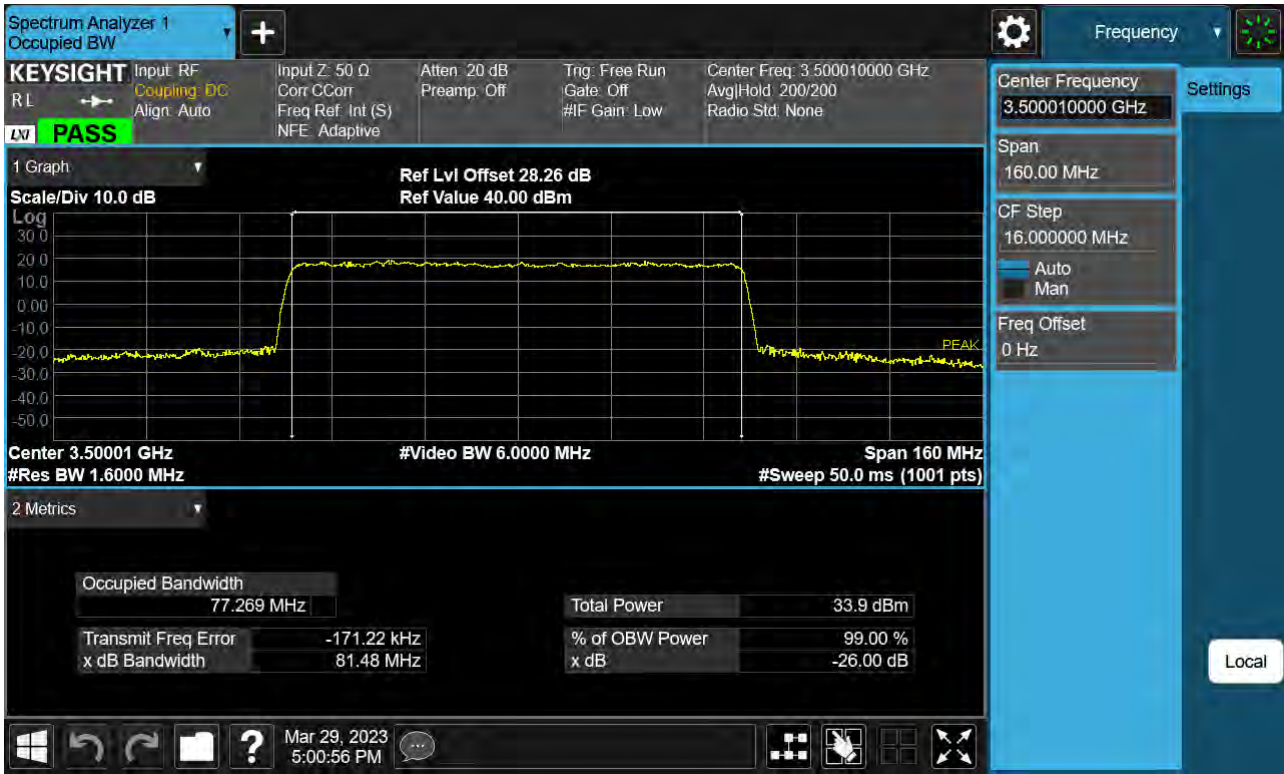 Spectrum Analyzer 1
Occupied BW
+
Frequency
KEYSIGHT
RL
LXI
PASS
Input: RF
Coupling: DC
Align: Auto
Input Z: 50 Ω
Corr CCorr
Freq Ref: Int (S)
NFE: Adaptive
Atten: 20 dB
Preamp: Off
Trig: Free Run
Gate: Off
#IF Gain: Low
Center Freq: 3.500010000 GHz
Avg|Hold: 200/200
Radio Std: None
Center Frequency
3.500010000 GHz
Settings
Span
160.00 MHz
CF Step
16.000000 MHz
Auto
Man
Freq Offset
0 Hz
1 Graph
Scale/Div 10.0 dB
Ref Lvl Offset 28.26 dB
Ref Value 40.00 dBm
Log
30.0
20.0
10.0
0.00
-10.0
-20.0
-30.0
-40.0
-50.0
PEAK
Center 3.50001 GHz
#Video BW 6.0000 MHz
Span 160 MHz
#Res BW 1.6000 MHz
#Sweep 50.0 ms (1001 pts)
2 Metrics
Occupied Bandwidth
77.269 MHz
Total Power 33.9 dBm
Transmit Freq Error -171.22 kHz
% of OBW Power 99.00 %
x dB Bandwidth 81.48 MHz
x dB -26.00 dB
Local
?
Mar 29, 2023
5:00:56 PM